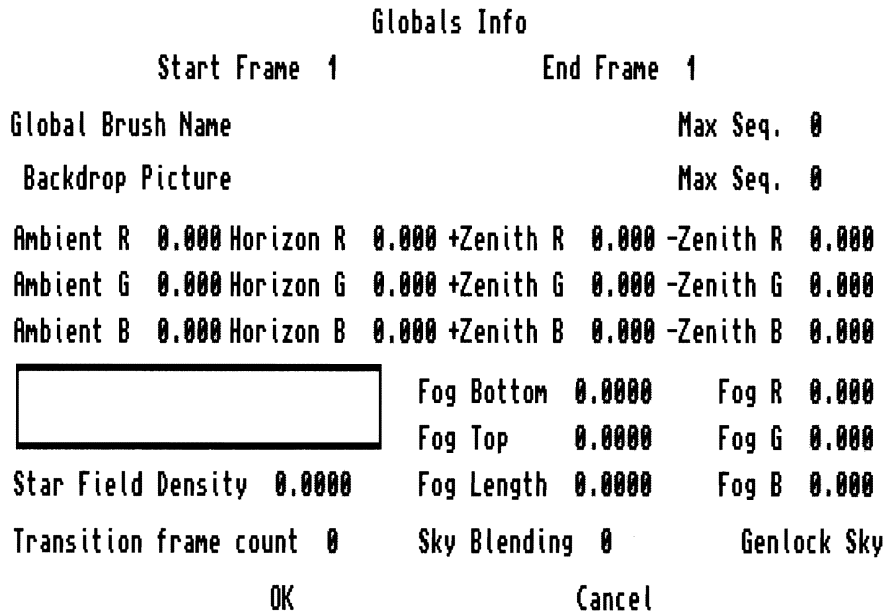 Globals Info
Start Frame 1 End Frame 1
Global Brush Name Max Seq. 0
Backdrop Picture Max Seq. 0
Ambient R 0.000 Horizon R 0.000 +Zenith R 0.000 -Zenith R 0.000
Ambient G 0.000 Horizon G 0.000 +Zenith G 0.000 -Zenith G 0.000
Ambient B 0.000 Horizon B 0.000 +Zenith B 0.000 -Zenith B 0.000
Fog Bottom 0.0000 Fog R 0.000
Fog Top 0.0000 Fog G 0.000
Star Field Density 0.0000 Fog Length 0.0000 Fog B 0.000
Transition frame count 0 Sky Blending 0 Genlock Sky
OK Cancel